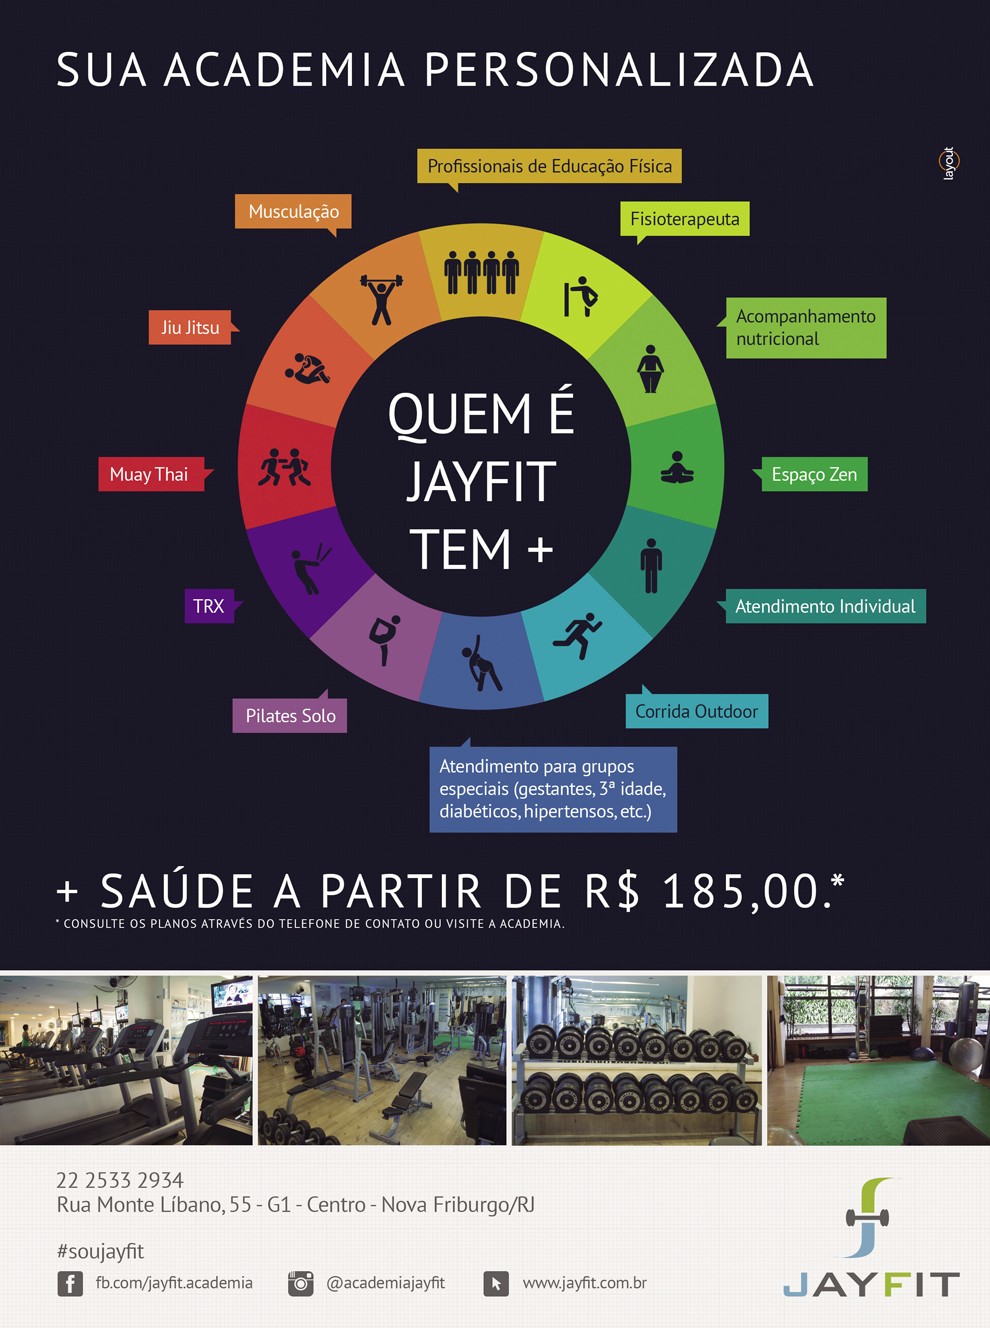 SUA ACADEMIA PERSONALIZADA
layout
Profissionais de Educação Física
Musculação
Fisioterapeuta
Jiu Jitsu
Acompanhamento
nutricional
QUEM É
JAYFIT
TEM +
Muay Thai
Espaço Zen
TRX
Atendimento Individual
Pilates Solo
Corrida Outdoor
Atendimento para grupos
especiais (gestantes, 3ª idade,
diabéticos, hipertensos, etc.)
+ SAÚDE A PARTIR DE R$ 185,00.*
* CONSULTE OS PLANOS ATRAVÉS DO TELEFONE DE CONTATO OU VISITE A ACADEMIA.
22 2533 2934
Rua Monte Líbano, 55 - G1 - Centro - Nova Friburgo/RJ
#soujayfit
fb.com/jayfit.academia
@academiajayfit
www.jayfit.com.br
JAYFIT